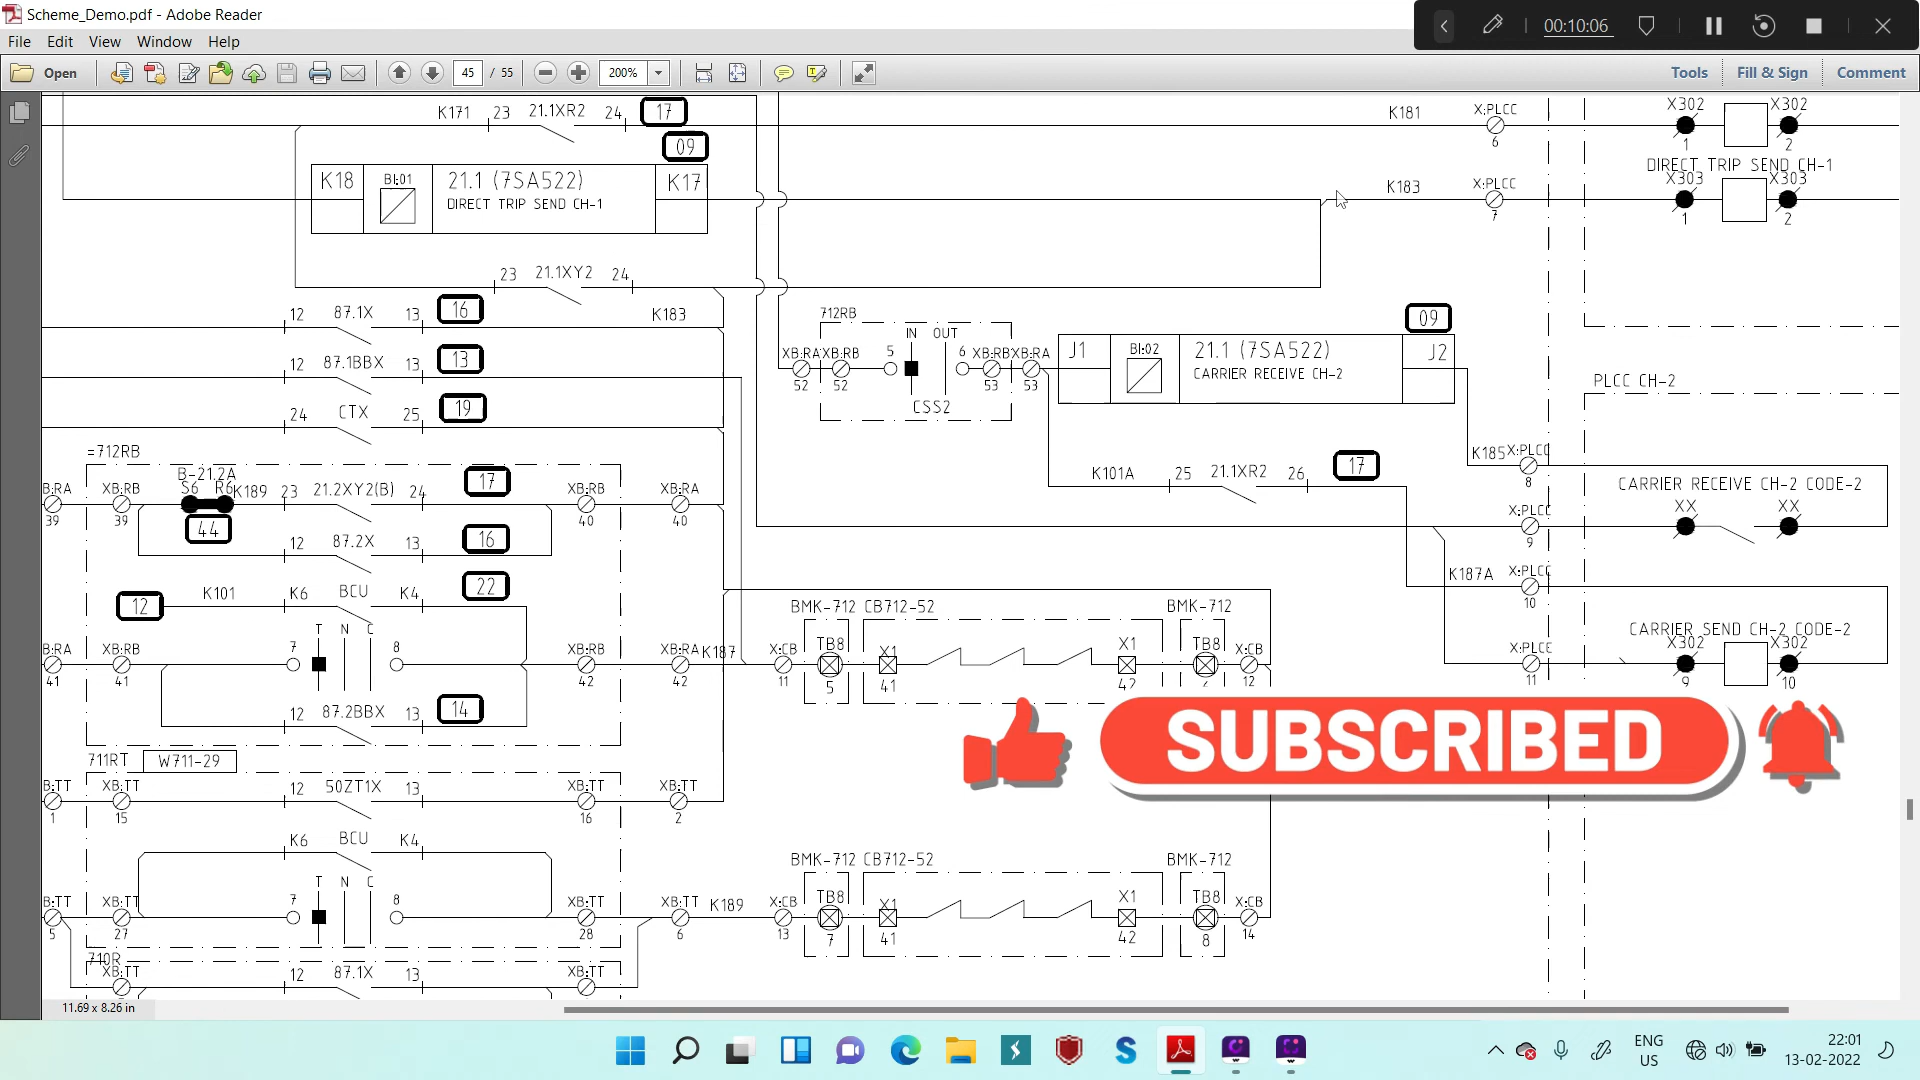 Scheme_Demo.pdf - Adobe Reader
00:10:06
File Edit View Window Help
Open 45 / 55 200% Tools Fill & Sign Comment
K171 23 21.1XR2 24 17 K181 X:PLCC 6 X302 X302 1 2
09
DIRECT TRIP SEND CH-1
K18 BI:01 21.1 (7SA522) K17
DIRECT TRIP SEND CH-1
K183 X:PLCC 7 X303 X303 1 2
23 21.1XY2 24
12 87.1X 13 16 K183
12 87.1BBX 13 13
24 CTX 25 19
712RB
IN OUT
XB:RA XB:RB 5 6 XB:RB XB:RA
52 52 53 53
CSS2
09
J1 BI:02 21.1 (7SA522) J2
CARRIER RECEIVE CH-2
PLCC CH-2
K185 X:PLCC
8
K101A 25 21.1XR2 26 17
CARRIER RECEIVE CH-2 CODE-2
X:PLCC XX XX
9
K187A X:PLCC
10
CARRIER SEND CH-2 CODE-2
X:PLCC X302 X302
11 9 10
=712RB
B-21.2A
B:RA XB:RB S6 R6 K189 23 21.2XY2(B) 24 17 XB:RB XB:RA
39 39 44 40 40
12 87.2X 13 16
12 K101 K6 BCU K4 22
T N C
B:RA XB:RB 7 8 XB:RB XB:RA K187
41 41 42 42
12 87.2BBX 13 14
BMK-712 CB712-52 BMK-712
X:CB TB8 X1 X1 TB8 X:CB
11 5 41 42 12
SUBSCRIBED
711RT W711-29
B:TT XB:TT 12 50ZT1X 13 XB:TT XB:TT
1 15 16 2
K6 BCU K4
T N C
B:TT XB:TT 7 8 XB:TT XB:TT K189
5 27 28 6
BMK-712 CB712-52 BMK-712
X:CB TB8 X1 X1 TB8 X:CB
13 7 41 42 8 14
710R
XB:TT 12 87.1X 13 XB:TT
11.69 x 8.26 in
ENG
US
22:01
13-02-2022